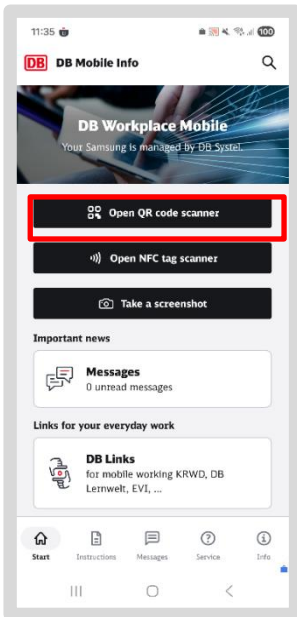 11:35
100
DB DB Mobile Info
DB Workplace Mobile
Your Samsung is managed by DB Systel.
Open QR code scanner
Open NFC tag scanner
Take a screenshot
Important news
Messages
0 unread messages
Links for your everyday work
DB Links
for mobile working KRWD, DB
Lernwelt, EVI, ...
Start Instructions Messages Service Info